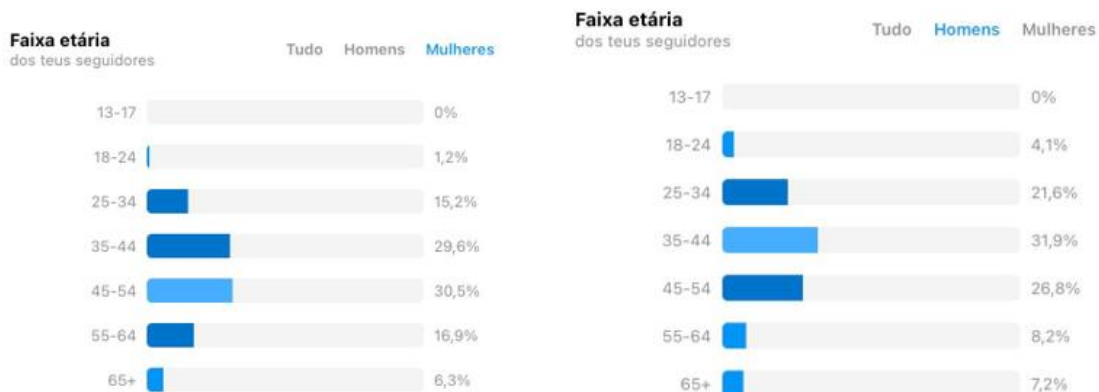 Faixa etária
dos teus seguidores
Tudo Homens Mulheres
13-17 0%
18-24 1,2%
25-34 15,2%
35-44 29,6%
45-54 30,5%
55-64 16,9%
65+ 6,3%
Faixa etária
dos teus seguidores
Tudo Homens Mulheres
13-17 0%
18-24 4,1%
25-34 21,6%
35-44 31,9%
45-54 26,8%
55-64 8,2%
65+ 7,2%